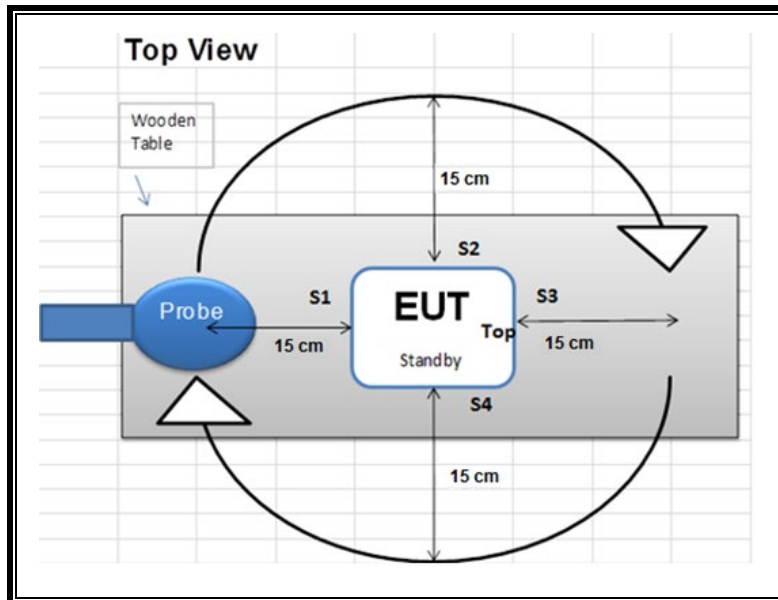 Top View
Wooden
Table
15 cm
S2
Probe
S1
EUT
S3
Top
15 cm
15 cm
Standby
S4
15 cm